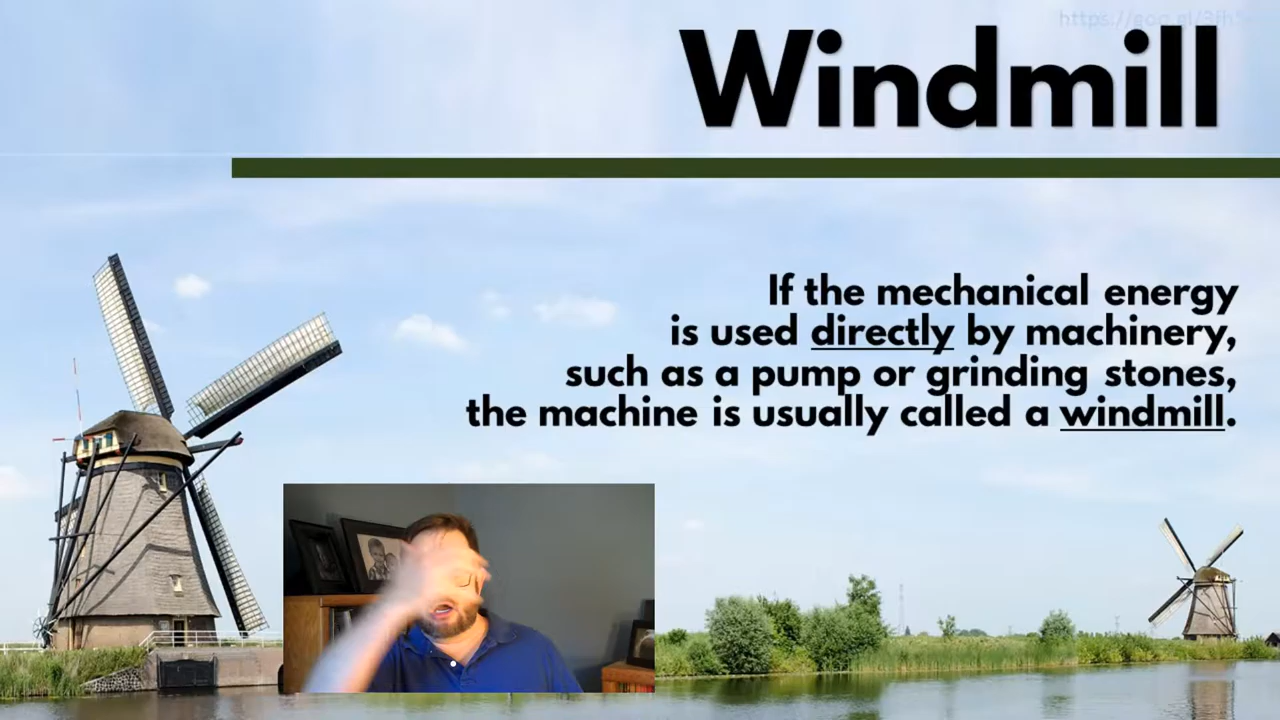 Windmill
If the mechanical energy
is used directly by machinery,
such as a pump or grinding stones,
the machine is usually called a windmill.